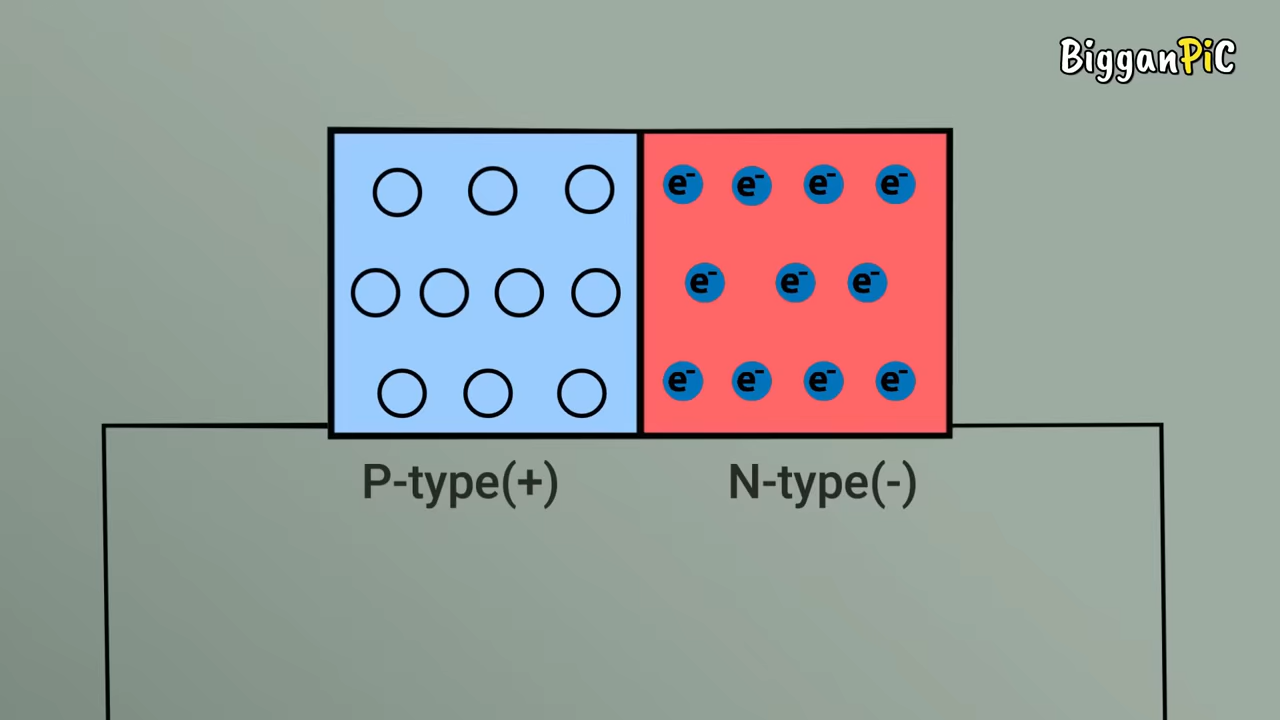 BigganPiC
e⁻ e⁻ e⁻ e⁻
e⁻ e⁻ e⁻
e⁻ e⁻ e⁻ e⁻
P-type(+) N-type(-)